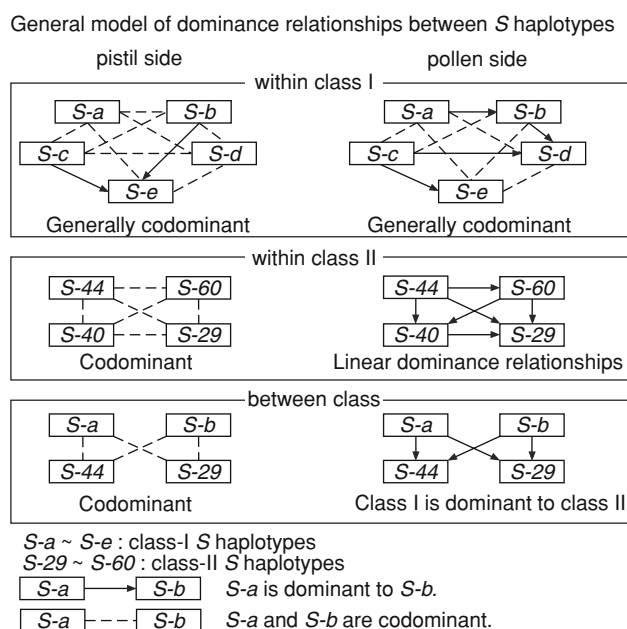 General model of dominance relationships between S haplotypes
pistil side pollen side
within class I
S-a S-b S-a S-b
S-c S-d S-c S-d
S-e S-e
Generally codominant Generally codominant
within class II
S-44 S-60 S-44 S-60
S-40 S-29 S-40 S-29
Codominant Linear dominance relationships
between class
S-a S-b S-a S-b
S-44 S-29 S-44 S-29
Codominant Class I is dominant to class II
S-a ~ S-e : class-I S haplotypes
S-29 ~ S-60 : class-II S haplotypes
S-a S-b S-a is dominant to S-b.
S-a S-b S-a and S-b are codominant.